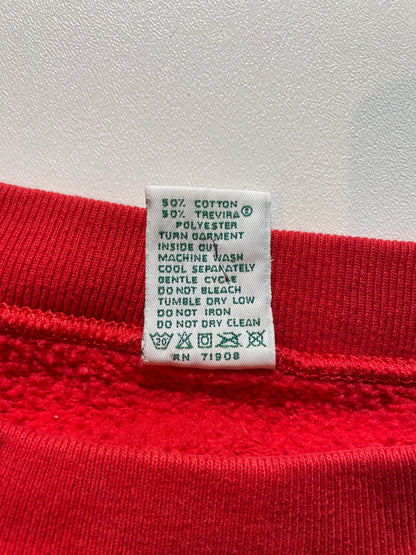 50% COTTON
50% TREVIRA®
POLYESTER
TURN GARMENT
INSIDE OUT
MACHINE WASH
COOL SEPARATELY
GENTLE CYCLE
DO NOT BLEACH
TUMBLE DRY LOW
DO NOT IRON
DO NOT DRY CLEAN
20
RN 71908